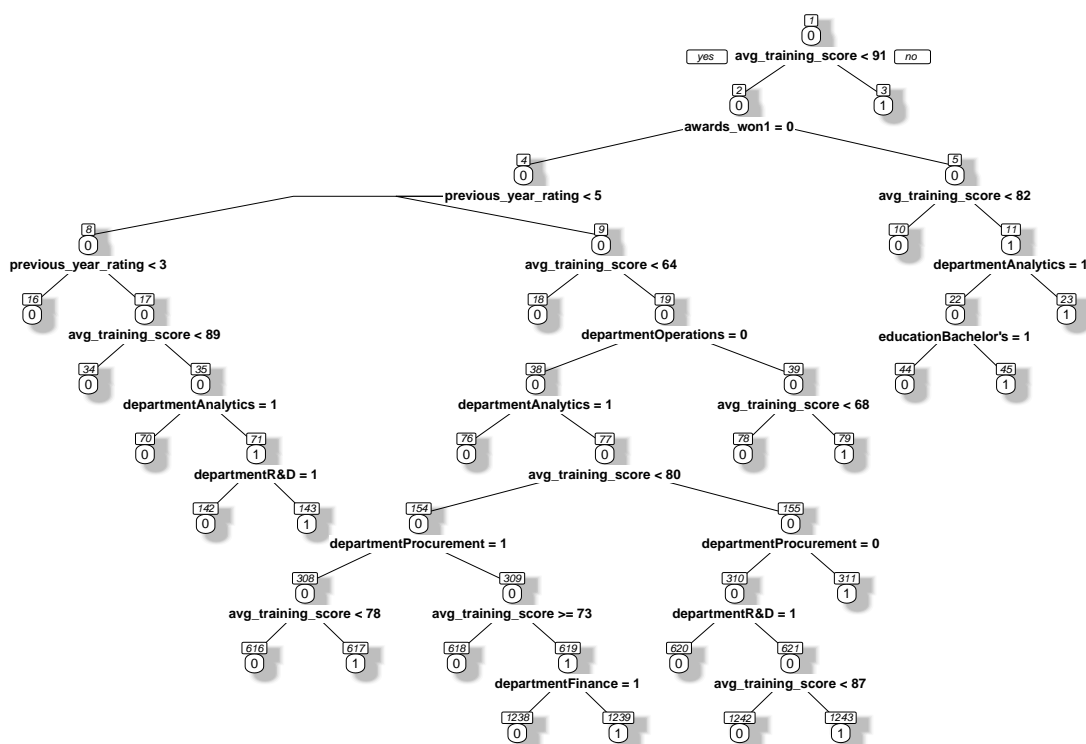 1
0
yes avg_training_score < 91 no
2 3
0 1
awards_won1 = 0
4 5
0 0
previous_year_rating < 5 avg_training_score < 82
8 9 10 11
0 0 0 1
previous_year_rating < 3 avg_training_score < 64 departmentAnalytics = 1
16 17 18 19 22 23
0 0 0 0 0 1
avg_training_score < 89 departmentOperations = 0 educationBachelor's = 1
34 35 38 39 44 45
0 0 0 0 0 1
departmentAnalytics = 1 departmentAnalytics = 1 avg_training_score < 68
70 71 76 77 78 79
0 1 0 0 0 1
departmentR&D = 1 avg_training_score < 80
142 143 154 155
0 1 0 0
departmentProcurement = 1 departmentProcurement = 0
308 309 310 311
0 0 0 1
avg_training_score < 78 avg_training_score >= 73 departmentR&D = 1
616 617 618 619 620 621
0 1 0 1 0 0
departmentFinance = 1 avg_training_score < 87
1238 1239 1242 1243
0 1 0 1